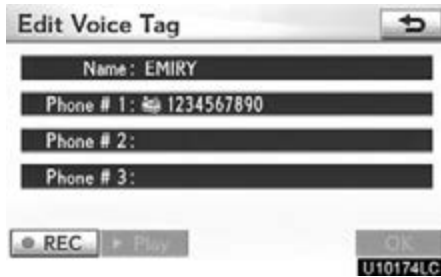 Edit Voice Tag
Name: EMIRY
Phone # 1: 1234567890
Phone # 2:
Phone # 3:
REC Play OK
U10174LC